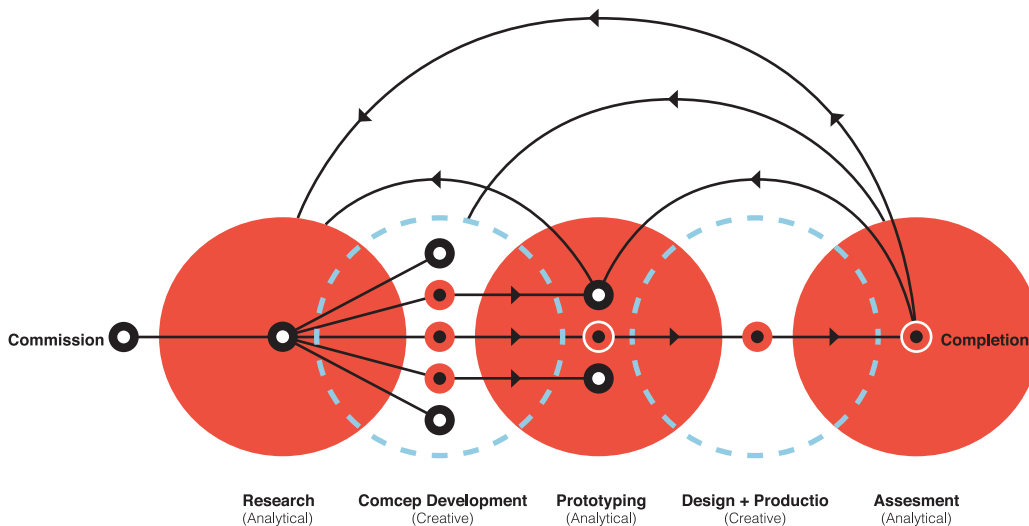 Commission
Completion
Research
(Analytical)
Comcep Development
(Creative)
Prototyping
(Analytical)
Design + Productio
(Creative)
Assesment
(Analytical)